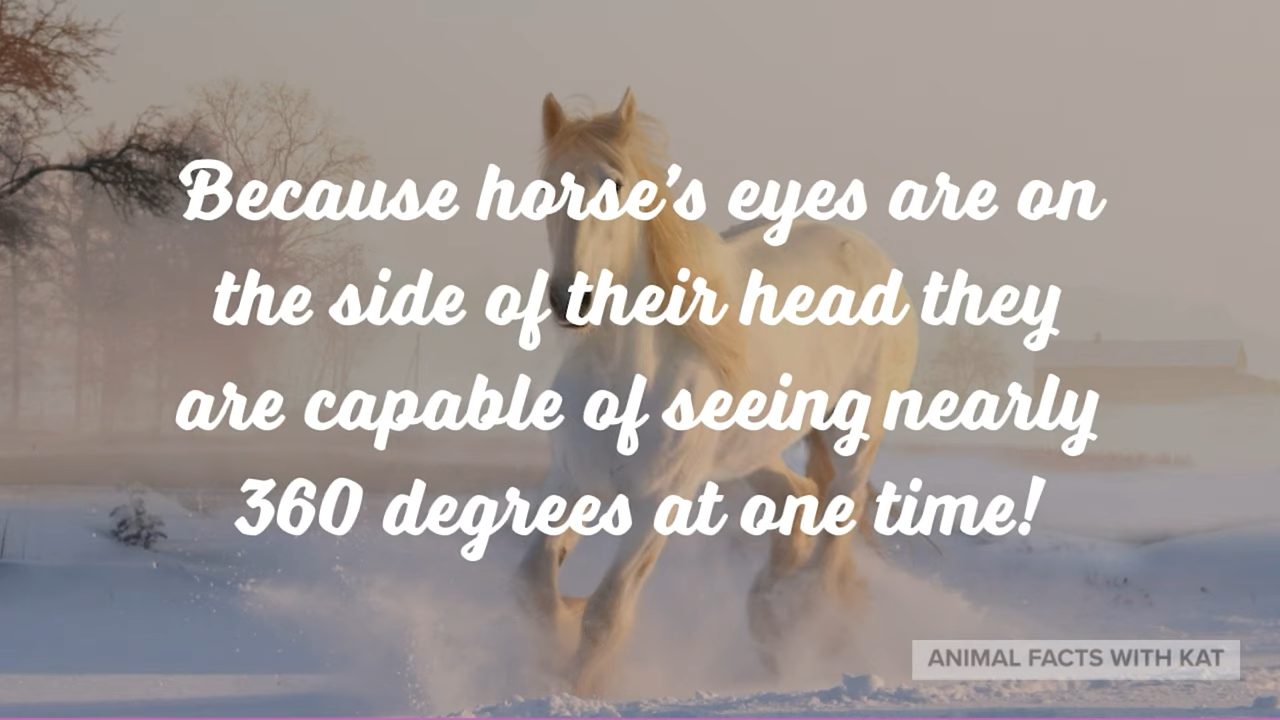 Because horse's eyes are on
the side of their head they
are capable of seeing nearly
360 degrees at one time!
ANIMAL FACTS WITH KAT